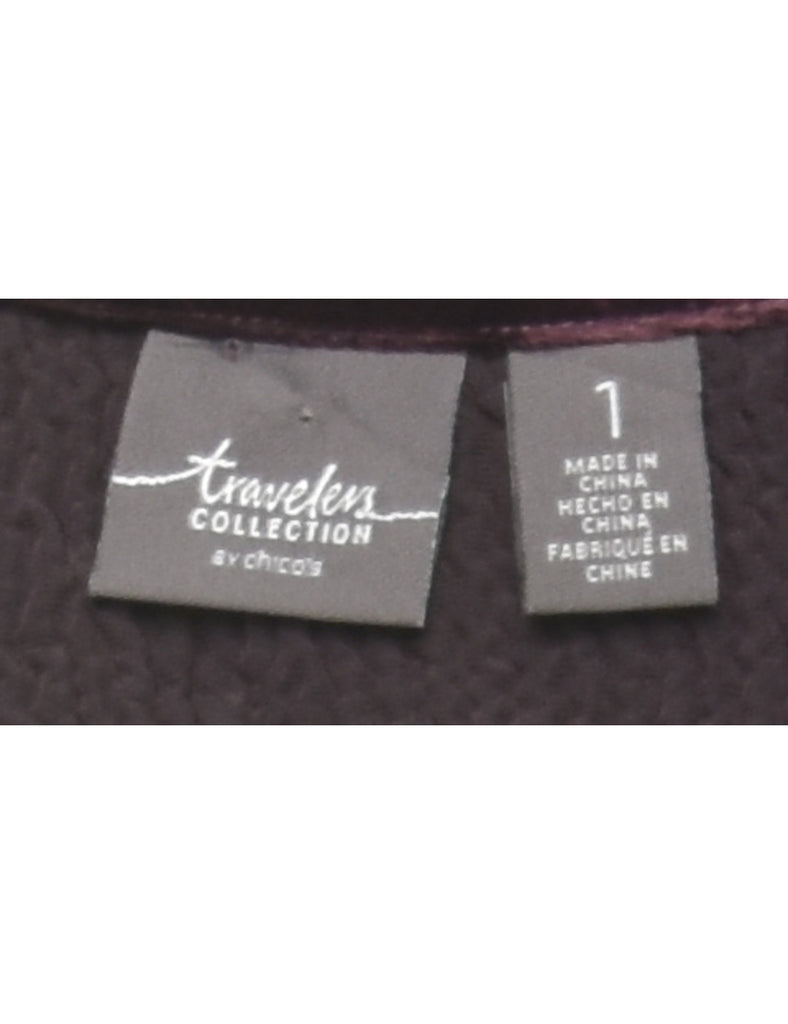 travelers
COLLECTION
BY chico's
1
MADE IN
CHINA
HECHO EN
CHINA
FABRIQUÉ EN
CHINE